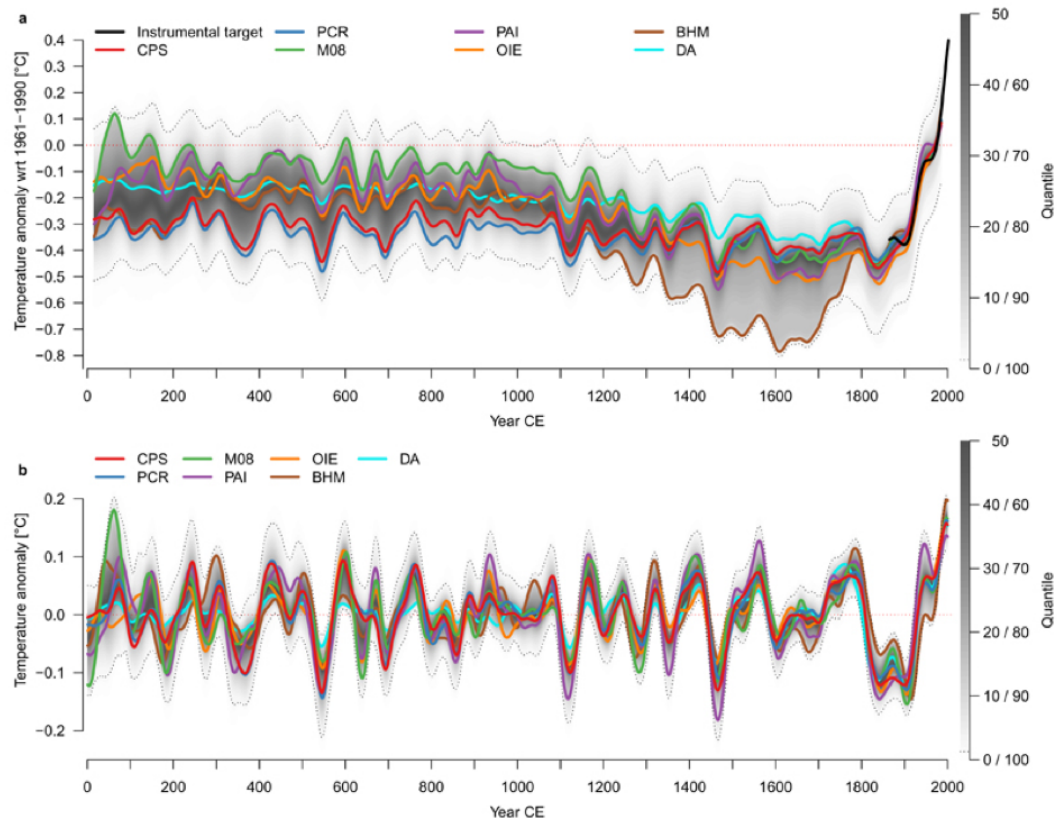 a
Instrumental target PCR PAI BHM
CPS M08 OIE DA
Temperature anomaly wrt 1961−1990 [°C]
0.4
0.3
0.2
0.1
0.0
−0.1
−0.2
−0.3
−0.4
−0.5
−0.6
−0.7
−0.8
0 200 400 600 800 1000 1200 1400 1600 1800 2000
Year CE
50
40 / 60
30 / 70
20 / 80
10 / 90
0 / 100
Quantile
b
CPS M08 OIE DA
PCR PAI BHM
Temperature anomaly [°C]
0.2
0.1
0.0
−0.1
−0.2
0 200 400 600 800 1000 1200 1400 1600 1800 2000
Year CE
50
40 / 60
30 / 70
20 / 80
10 / 90
0 / 100
Quantile